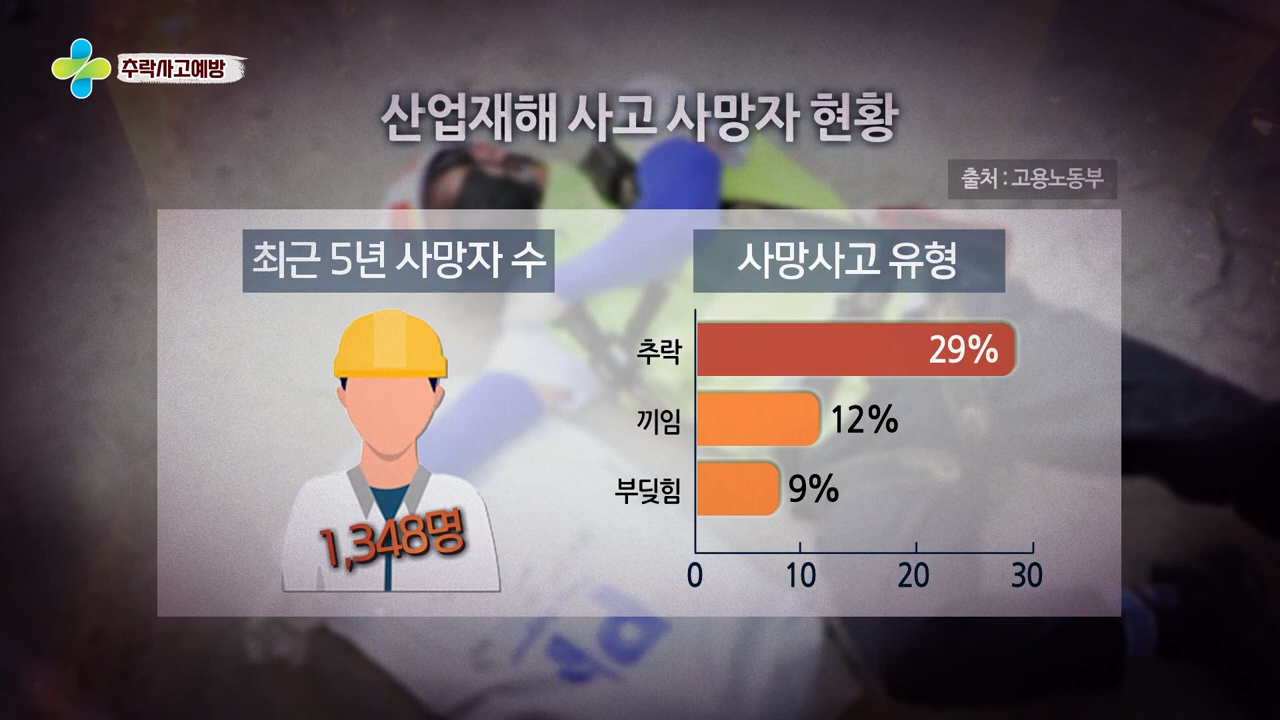 추락사고예방
산업재해 사고 사망자 현황
출처 : 고용노동부
최근 5년 사망자 수
1,348명
사망사고 유형
추락 29%
끼임 12%
부딪힘 9%
0 10 20 30